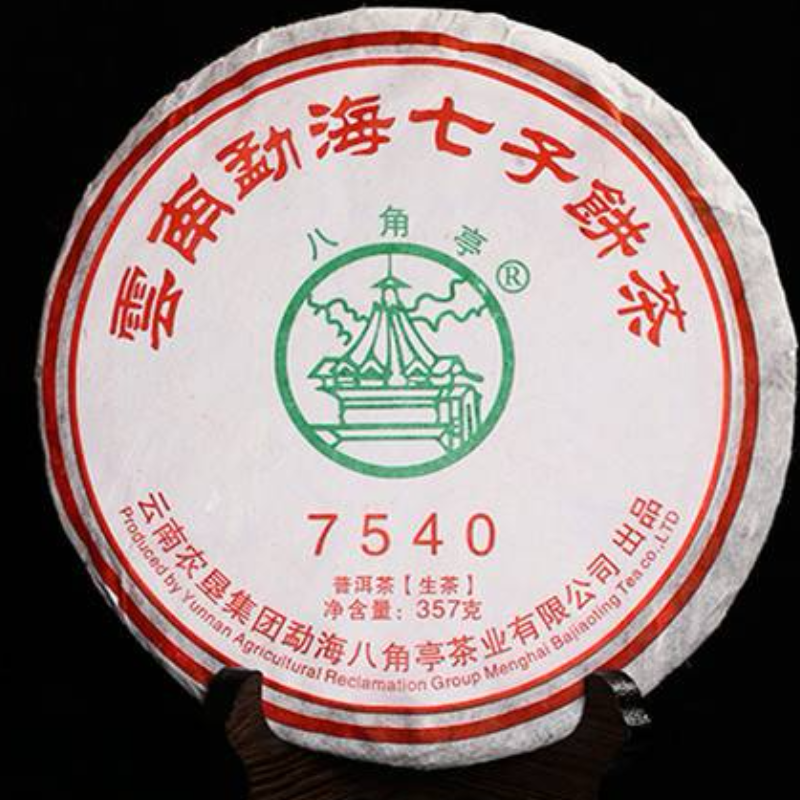 雲南勐海七子餅茶
八角亭®
7540
普洱茶【生茶】
净含量：357克
云南农垦集团勐海八角亭茶业有限公司 出品
Produced by Yunnan Agricultural Reclamation Group Menghai Bajiaoting Tea co.,LTD